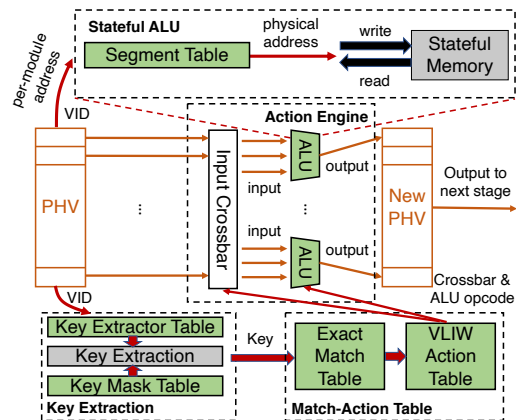 Stateful ALU
per-module
address
Segment Table
physical
address
write
read
Stateful
Memory
VID
Action Engine
PHV
...
Input Crossbar
input
ALU
output
...
input
ALU
output
...
New
PHV
Output to
next stage
VID
Crossbar &
ALU opcode
Key Extractor Table
Key Extraction
Key Mask Table
Key Extraction
Key
Exact
Match
Table
VLIW
Action
Table
Match-Action Table